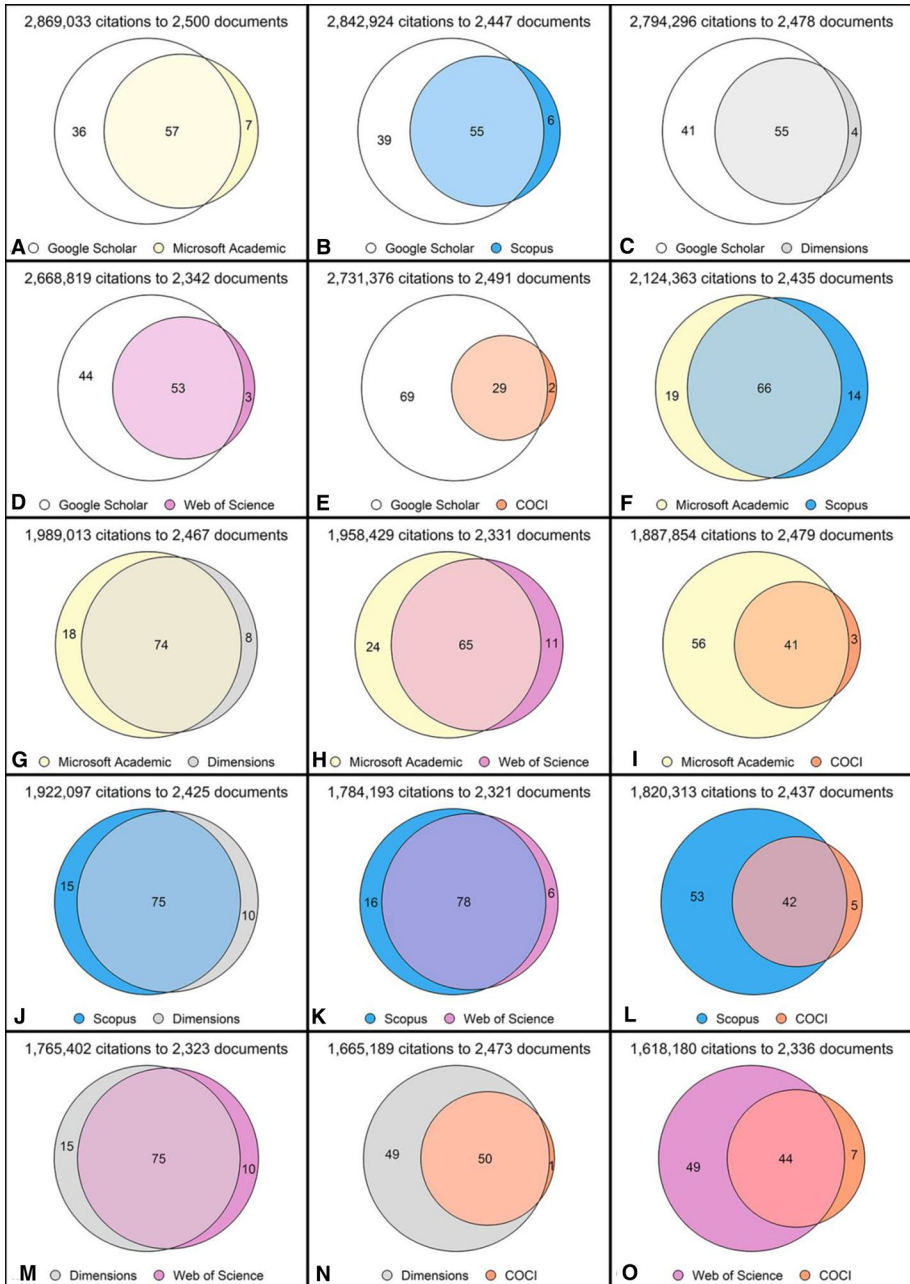 2,869,033 citations to 2,500 documents
36
57
7
A Google Scholar Microsoft Academic
2,842,924 citations to 2,447 documents
39
55
6
B Google Scholar Scopus
2,794,296 citations to 2,478 documents
41
55
4
C Google Scholar Dimensions
2,668,819 citations to 2,342 documents
44
53
3
D Google Scholar Web of Science
2,731,376 citations to 2,491 documents
69
29
2
E Google Scholar COCI
2,124,363 citations to 2,435 documents
19
66
14
F Microsoft Academic Scopus
1,989,013 citations to 2,467 documents
18
74
8
G Microsoft Academic Dimensions
1,958,429 citations to 2,331 documents
24
65
11
H Microsoft Academic Web of Science
1,887,854 citations to 2,479 documents
56
41
3
I Microsoft Academic COCI
1,922,097 citations to 2,425 documents
15
75
10
J Scopus Dimensions
1,784,193 citations to 2,321 documents
16
78
6
K Scopus Web of Science
1,820,313 citations to 2,437 documents
53
42
5
L Scopus COCI
1,765,402 citations to 2,323 documents
15
75
10
M Dimensions Web of Science
1,665,189 citations to 2,473 documents
49
50
1
N Dimensions COCI
1,618,180 citations to 2,336 documents
49
44
7
O Web of Science COCI